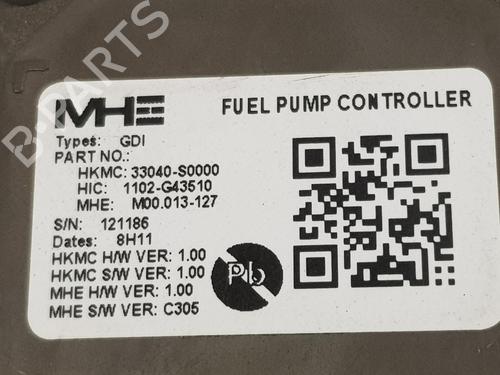 MHE
FUEL PUMP CONTROLLER
Types: GDI
PART NO.:
HKMC: 33040-S0000
HIC: 1102-G43510
MHE: M00.013-127
S/N: 121186
Dates: 8H11
HKMC H/W VER: 1.00
HKMC S/W VER: 1.00
MHE H/W VER: 1.00
MHE S/W VER: C305
Pb
B-PARTS